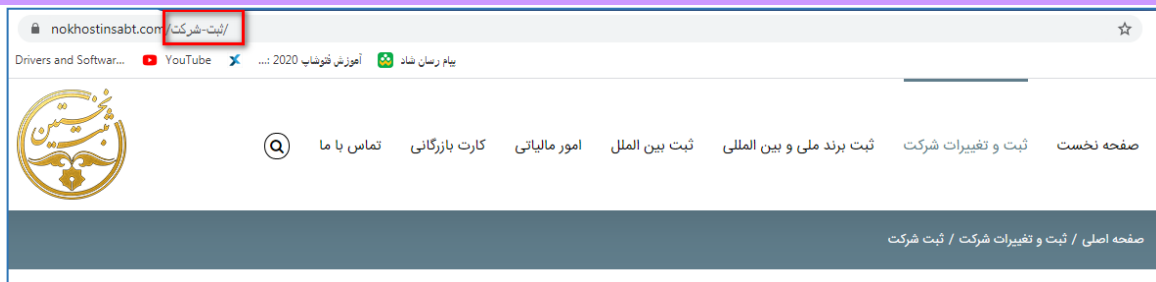 nokhostinsabt.com/ثبت-شرکت/
Drivers and Softwar... YouTube آموزش فتوشاپ 2020 :... پیام رسان شاد
نخستین ثبت
صفحه نخست ثبت و تغییرات شرکت ثبت برند ملی و بین المللی ثبت بین الملل امور مالیاتی کارت بازرگانی تماس با ما
صفحه اصلی / ثبت و تغییرات شرکت / ثبت شرکت